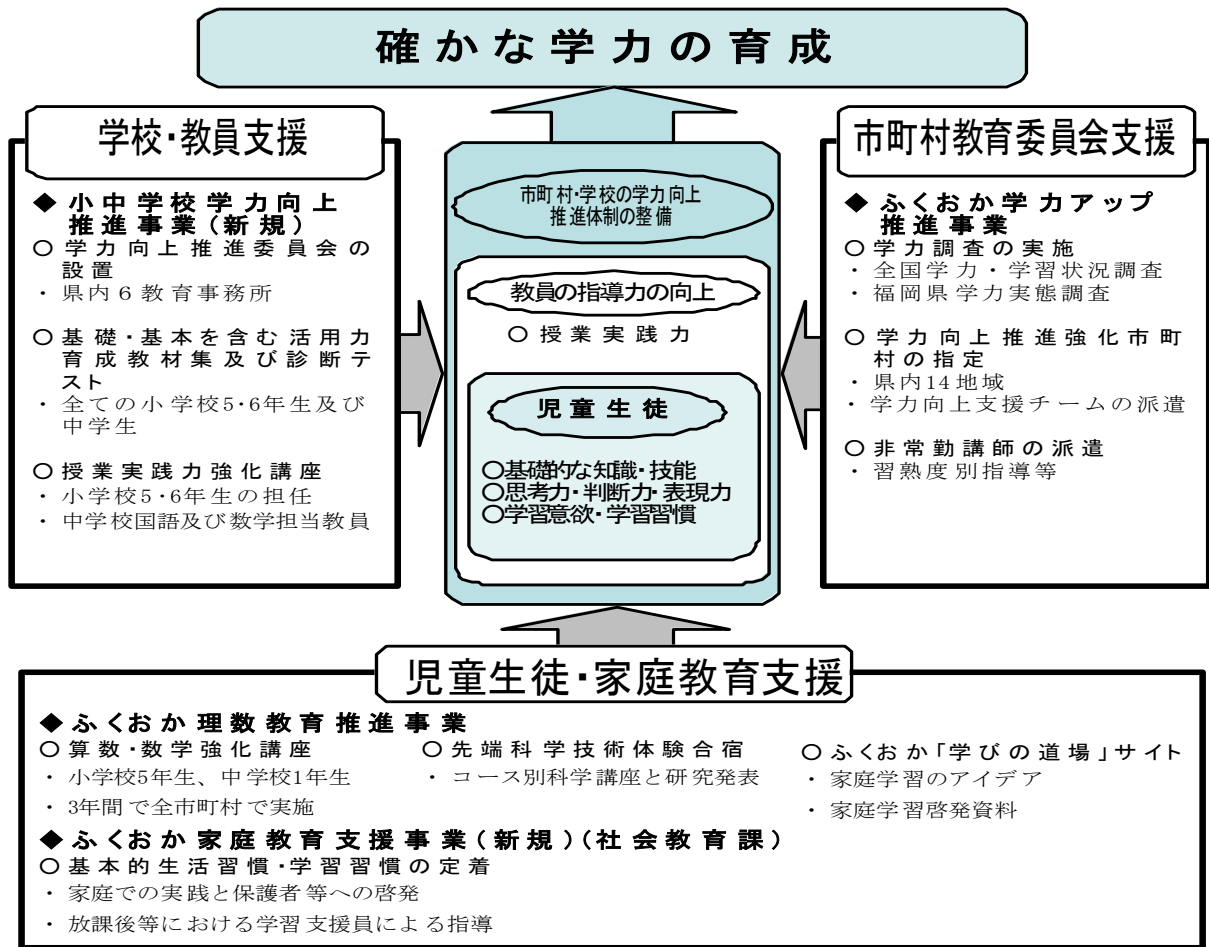 確かな学力の育成
学校・教員支援
◆ 小中学校学力向上
推進事業(新規)
○ 学力向上推進委員会の
設置
・ 県内6教育事務所
○ 基礎・基本を含む活用力
育成教材集及び診断テ
スト
・ 全ての小学校5・6年生及び
中学生
○ 授業実践力強化講座
・ 小学校5・6年生の担任
・ 中学校国語及び数学担当教員
市町村・学校の学力向上
推進体制の整備
教員の指導力の向上
○ 授業実践力
児童生徒
○基礎的な知識・技能
○思考力・判断力・表現力
○学習意欲・学習習慣
市町村教育委員会支援
◆ ふくおか学力アップ
推進事業
○ 学力調査の実施
・ 全国学力・学習状況調査
・ 福岡県学力実態調査
○ 学力向上推進強化市町
村の指定
・ 県内14地域
・ 学力向上支援チームの派遣
○ 非常勤講師の派遣
・ 習熟度別指導等
児童生徒・家庭教育支援
◆ ふくおか理数教育推進事業
○ 算数・数学強化講座
・ 小学校5年生、中学校1年生
・ 3年間で全市町村で実施
○ 先端科学技術体験合宿
・ コース別科学講座と研究発表
○ ふくおか「学びの道場」サイト
・ 家庭学習のアイデア
・ 家庭学習啓発資料
◆ ふくおか家庭教育支援事業(新規)(社会教育課)
○ 基本的生活習慣・学習習慣の定着
・ 家庭での実践と保護者等への啓発
・ 放課後等における学習支援員による指導